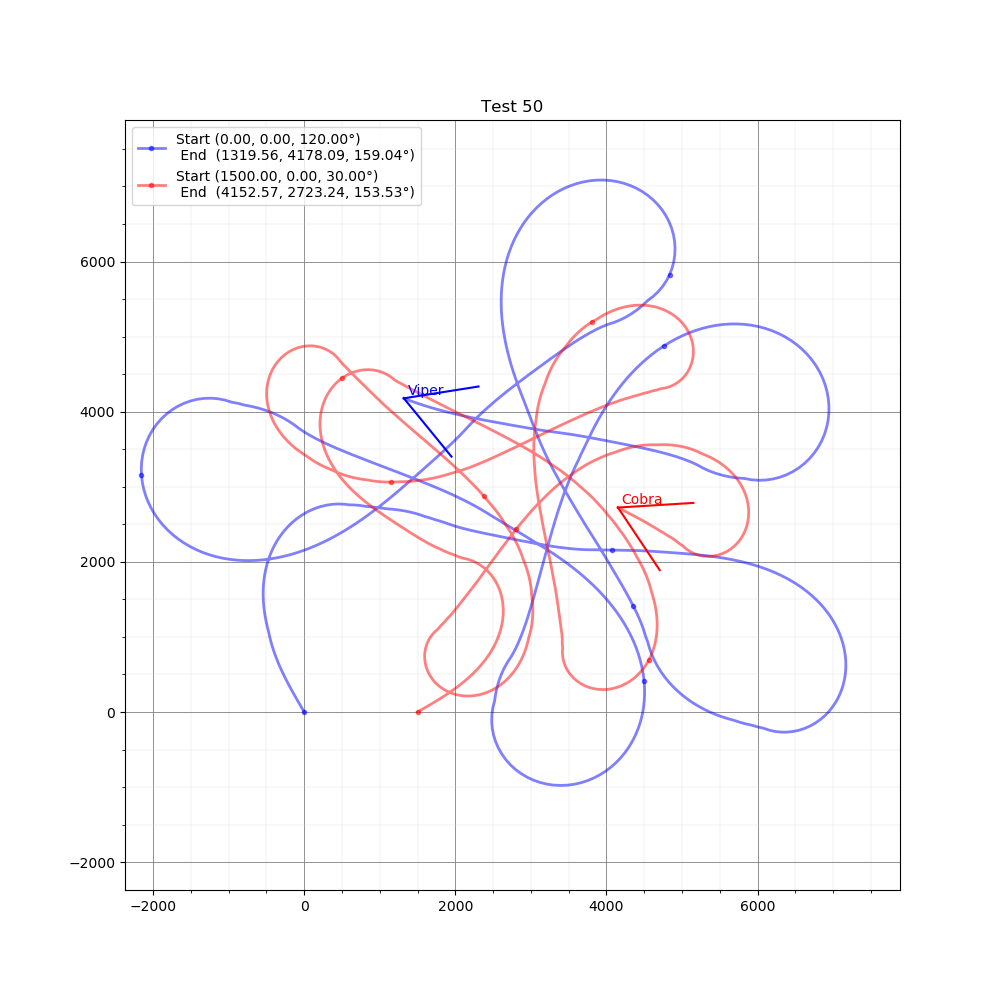 Test 50
Start (0.00, 0.00, 120.00°)
End (1319.56, 4178.09, 159.04°)
Start (1500.00, 0.00, 30.00°)
End (4152.57, 2723.24, 153.53°)
6000
4000
2000
0
−2000
Viper
Cobra
−2000 0 2000 4000 6000